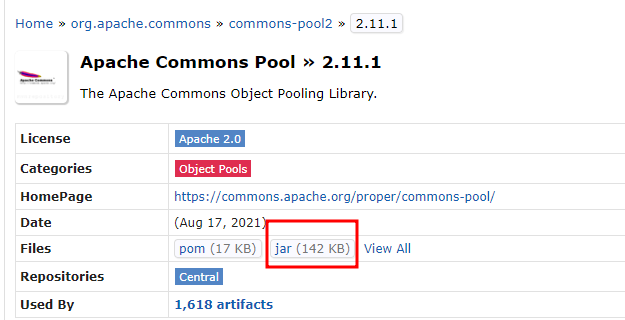 Home » org.apache.commons » commons-pool2 » 2.11.1
Apache Commons Pool » 2.11.1
The Apache Commons Object Pooling Library.
License Apache 2.0
Categories Object Pools
HomePage https://commons.apache.org/proper/commons-pool/
Date (Aug 17, 2021)
Files pom (17 KB) jar (142 KB) View All
Repositories Central
Used By 1,618 artifacts